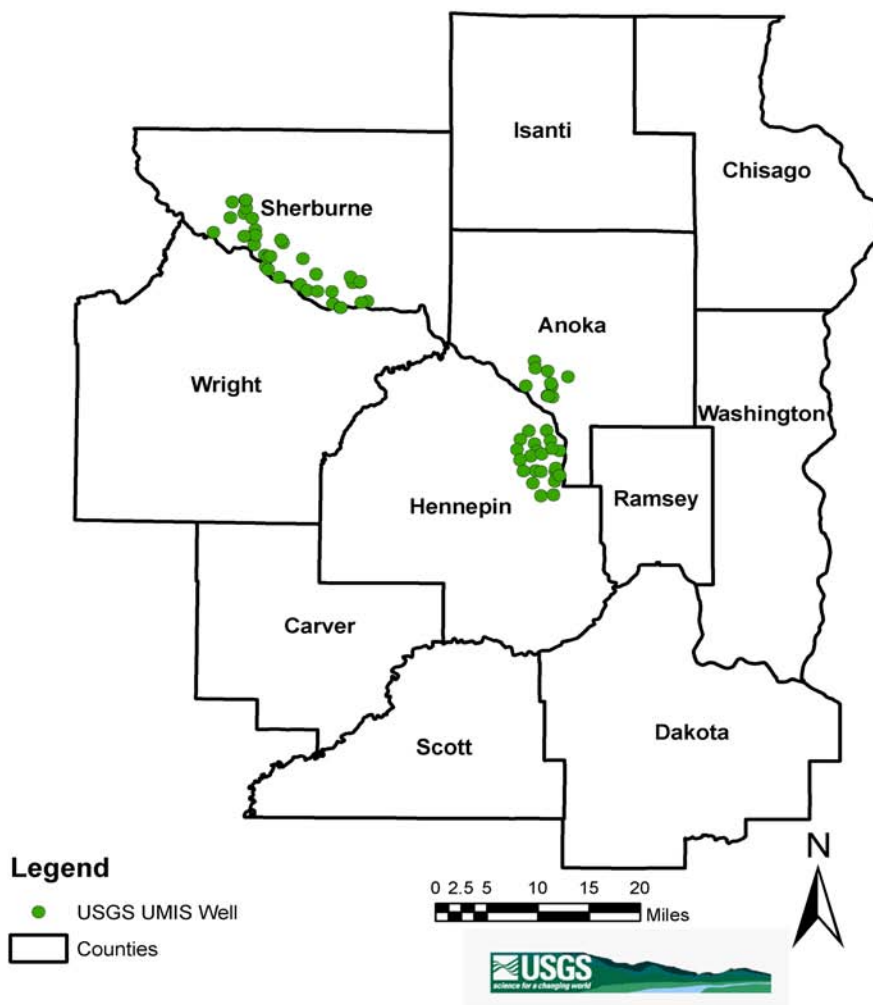 Isanti
Chisago
Sherburne
Anoka
Wright
Washington
Hennepin
Ramsey
Carver
Scott
Dakota
N
Legend
USGS UMIS Well
Counties
0 2.5 5 10 15 20
Miles
USGS
science for a changing world